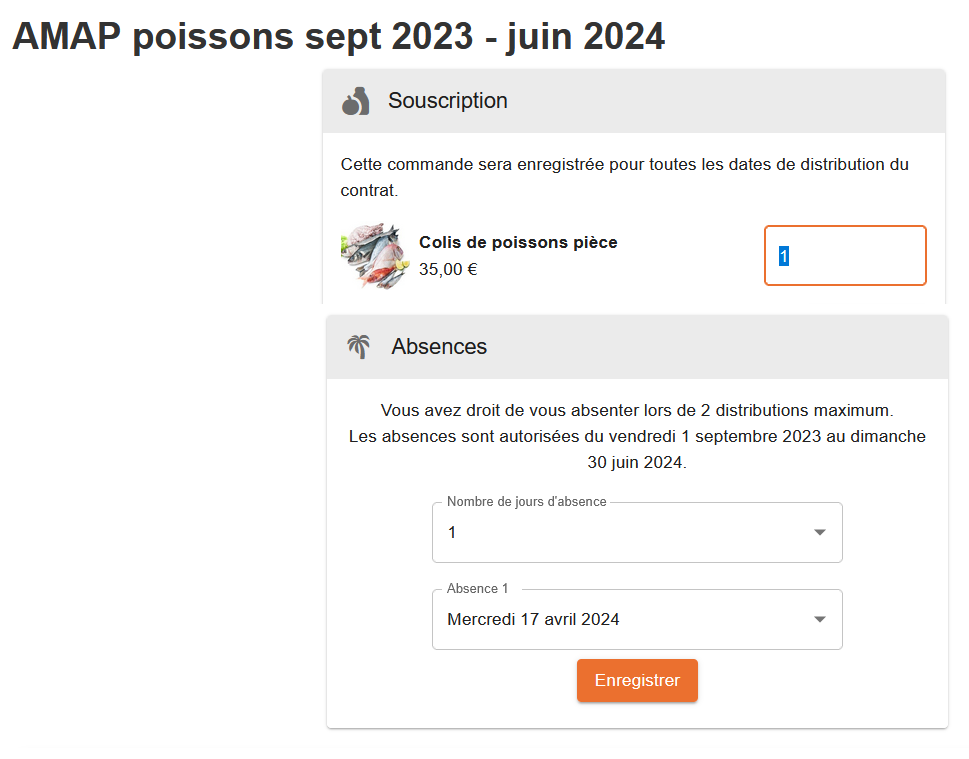 AMAP poissons sept 2023 - juin 2024
Souscription
Cette commande sera enregistrée pour toutes les dates de distribution du
contrat.
Colis de poissons pièce
35,00 €
1
Absences
Vous avez droit de vous absenter lors de 2 distributions maximum.
Les absences sont autorisées du vendredi 1 septembre 2023 au dimanche
30 juin 2024.
Nombre de jours d'absence
1
Absence 1
Mercredi 17 avril 2024
Enregistrer